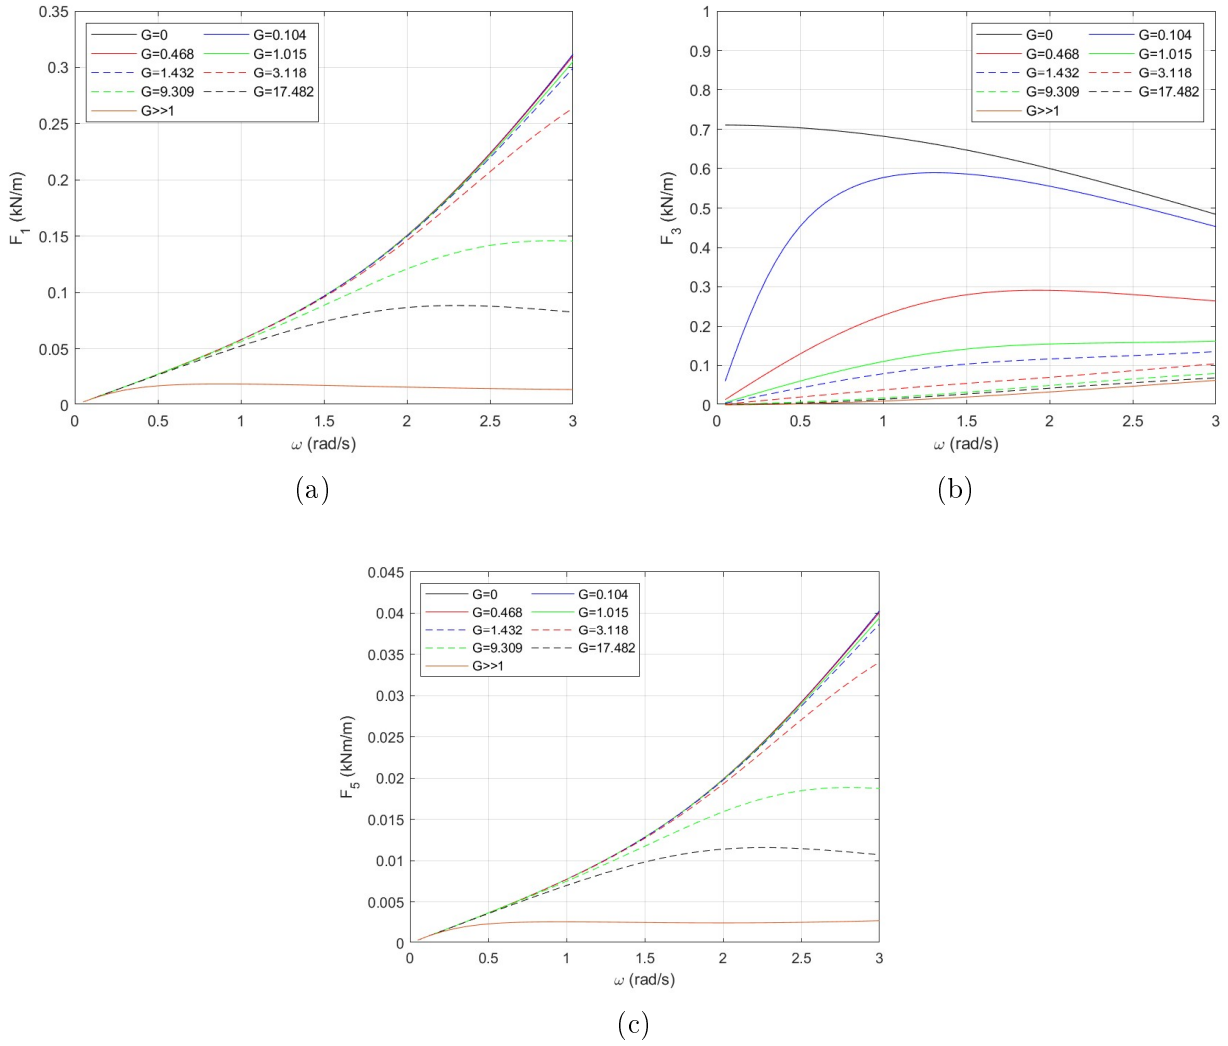 0.35
0.3
0.25
0.2
0.15
0.1
0.05
0
F1 (kN/m)
G=0 G=0.104
G=0.468 G=1.015
G=1.432 G=3.118
G=9.309 G=17.482
G>>1
0 0.5 1 1.5 2 2.5 3
ω (rad/s)
(a)
1
0.9
0.8
0.7
0.6
0.5
0.4
0.3
0.2
0.1
0
F3 (kN/m)
G=0 G=0.104
G=0.468 G=1.015
G=1.432 G=3.118
G=9.309 G=17.482
G>>1
0 0.5 1 1.5 2 2.5 3
ω (rad/s)
(b)
0.045
0.04
0.035
0.03
0.025
0.02
0.015
0.01
0.005
0
F5 (kNm/m)
G=0 G=0.104
G=0.468 G=1.015
G=1.432 G=3.118
G=9.309 G=17.482
G>>1
0 0.5 1 1.5 2 2.5 3
ω (rad/s)
(c)